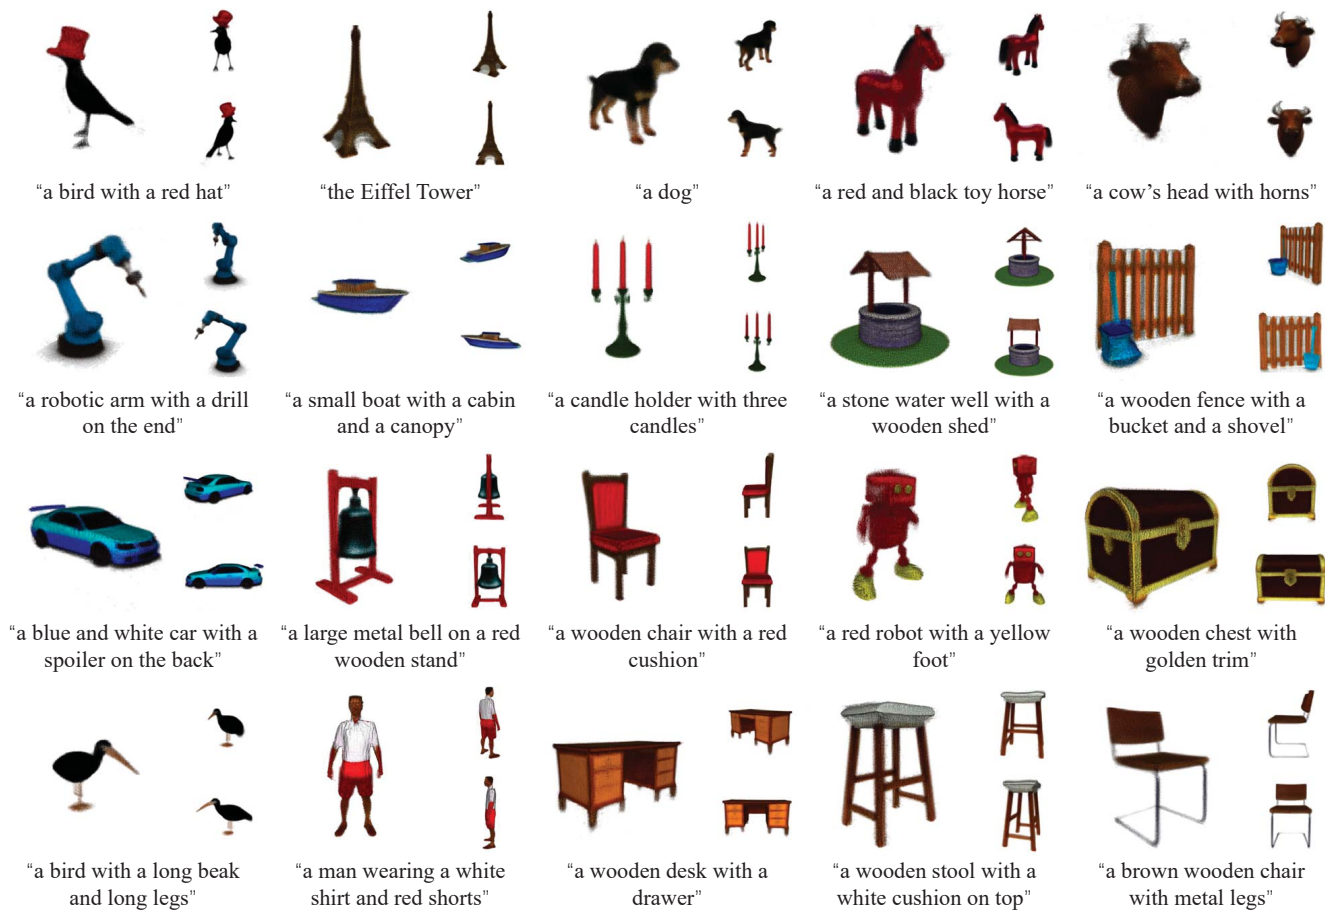 “a bird with a red hat”
“the Eiffel Tower”
“a dog”
“a red and black toy horse”
“a cow’s head with horns”
“a robotic arm with a drill
on the end”
“a small boat with a cabin
and a canopy”
“a candle holder with three
candles”
“a stone water well with a
wooden shed”
“a wooden fence with a
bucket and a shovel”
“a blue and white car with a
spoiler on the back”
“a large metal bell on a red
wooden stand”
“a wooden chair with a red
cushion”
“a red robot with a yellow
foot”
“a wooden chest with
golden trim”
“a bird with a long beak
and long legs”
“a man wearing a white
shirt and red shorts”
“a wooden desk with a
drawer”
“a wooden stool with a
white cushion on top”
“a brown wooden chair
with metal legs”